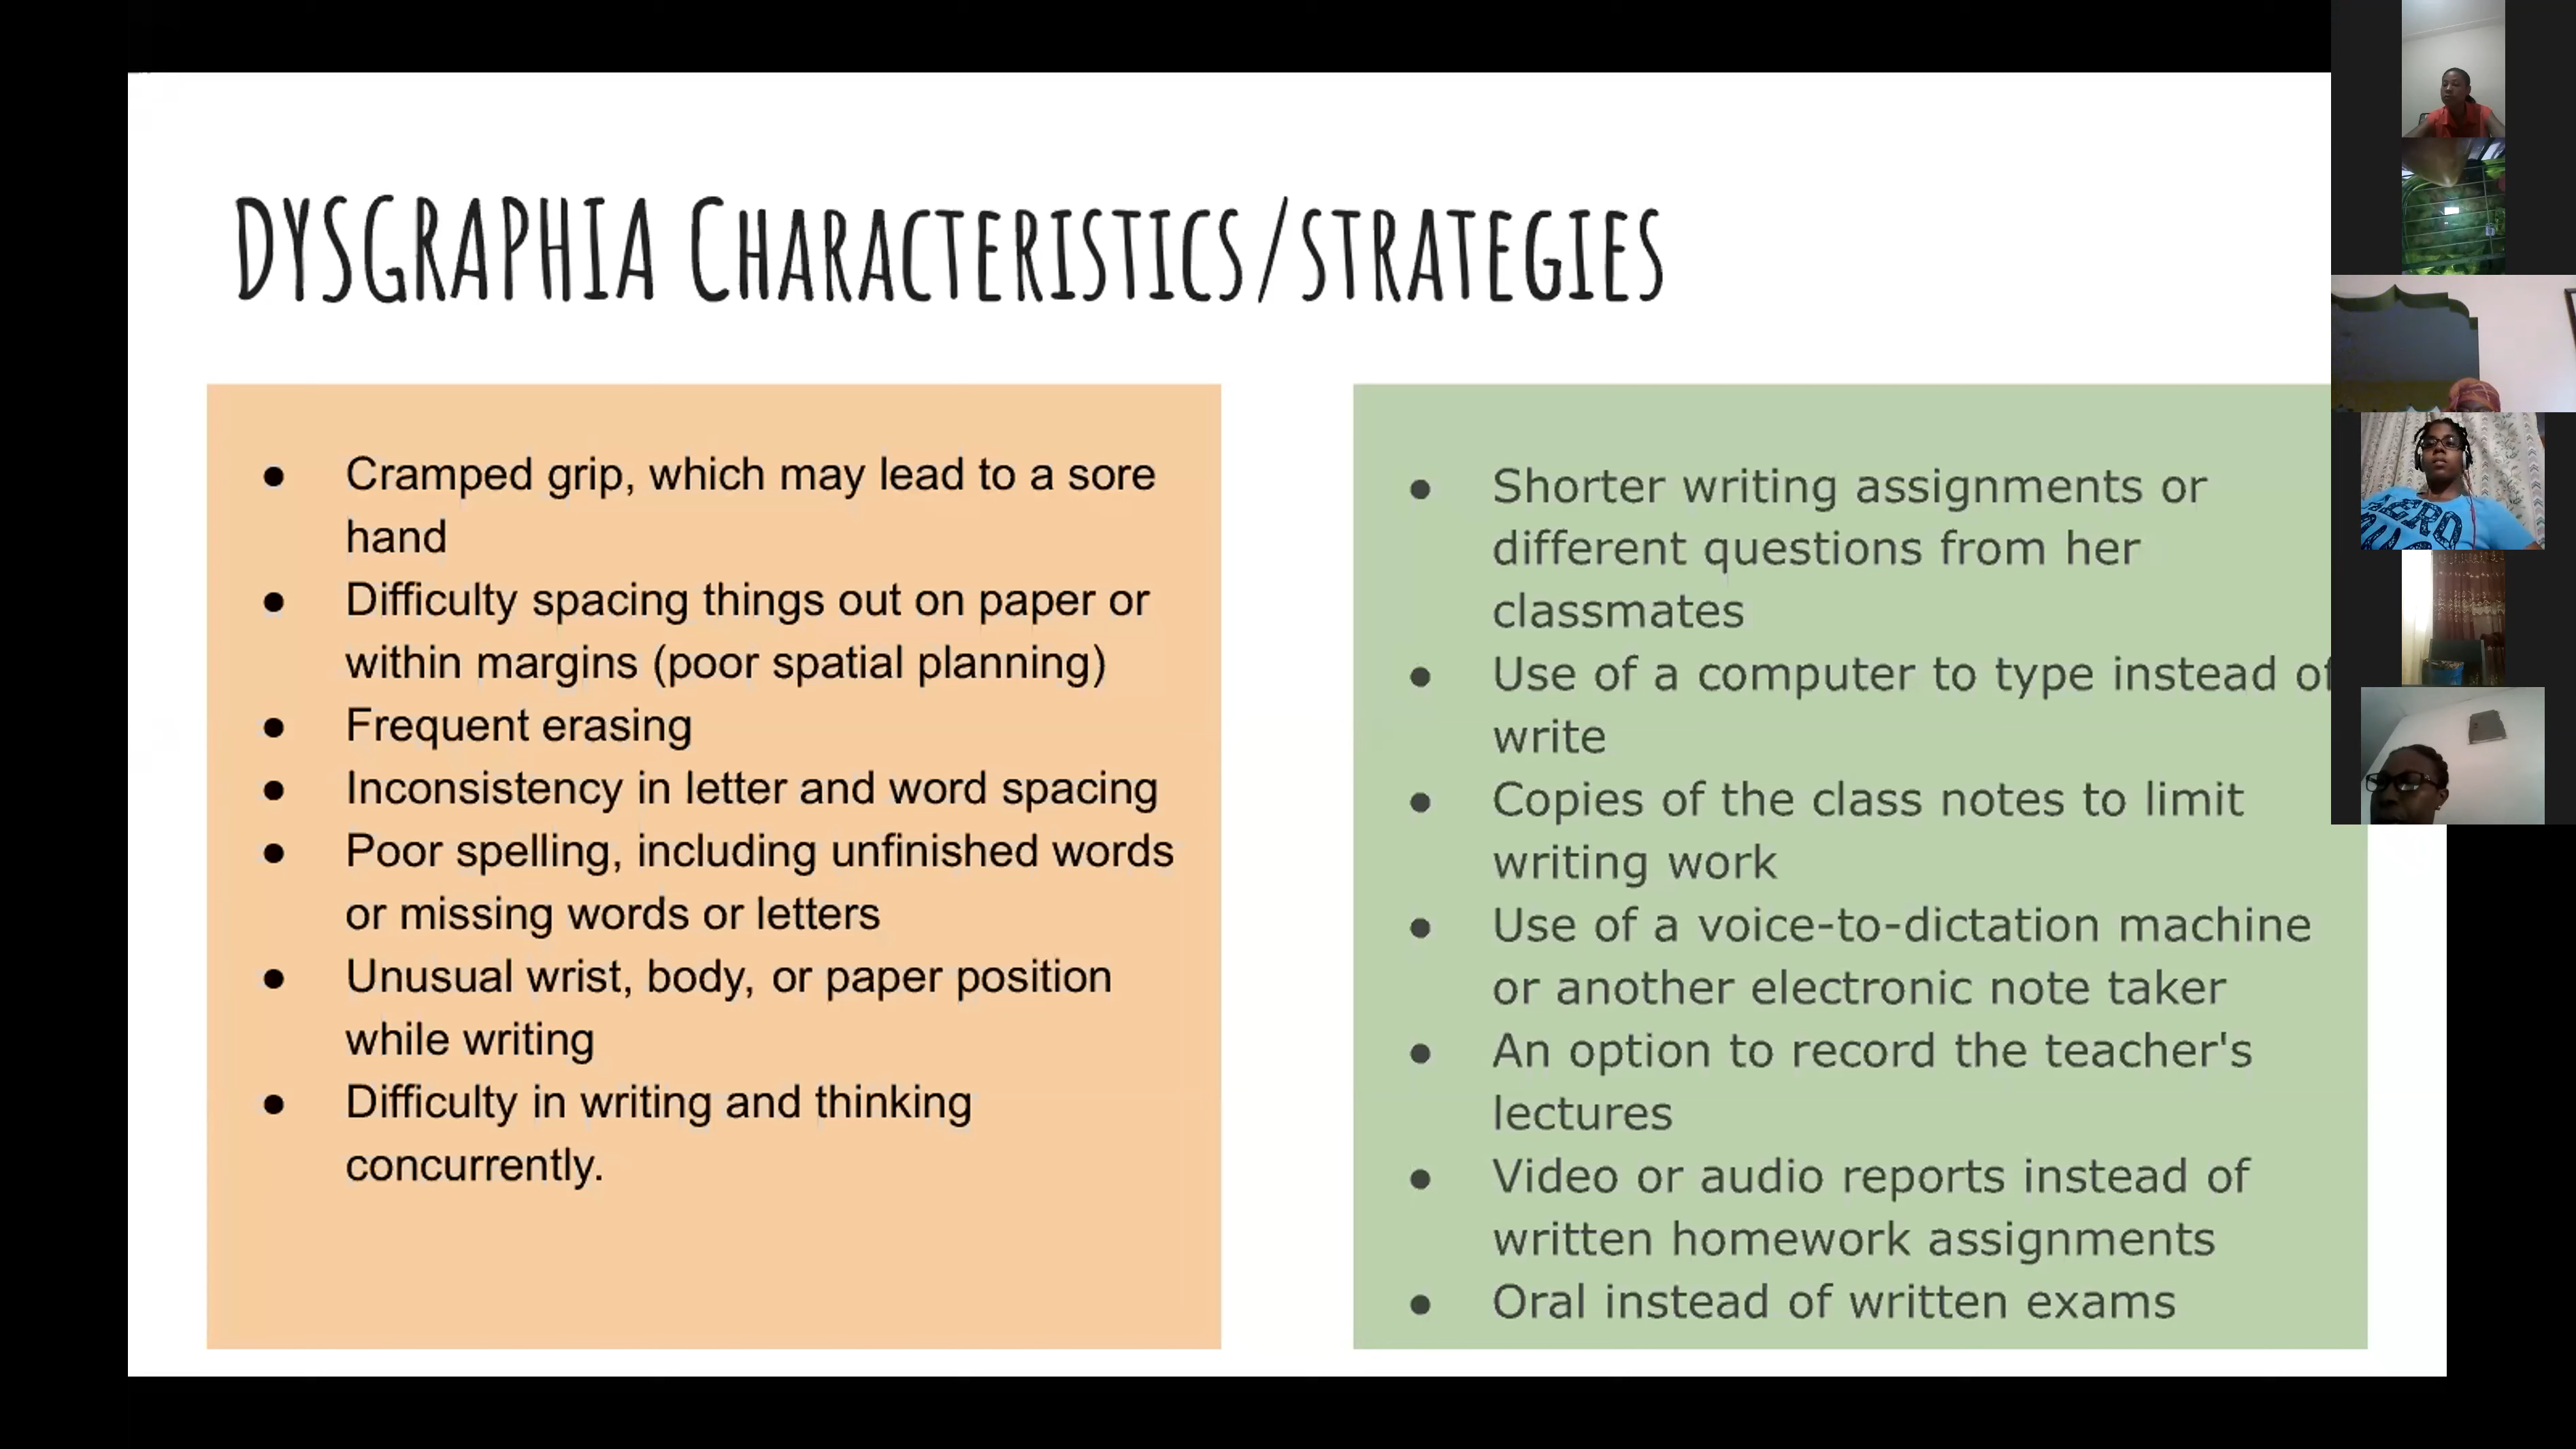 DYSGRAPHIA CHARACTERISTICS/STRATEGIES
● Cramped grip, which may lead to a sore
hand
● Difficulty spacing things out on paper or
within margins (poor spatial planning)
● Frequent erasing
● Inconsistency in letter and word spacing
● Poor spelling, including unfinished words
or missing words or letters
● Unusual wrist, body, or paper position
while writing
● Difficulty in writing and thinking
concurrently.
● Shorter writing assignments or
different questions from her
classmates
● Use of a computer to type instead of
write
● Copies of the class notes to limit
writing work
● Use of a voice-to-dictation machine
or another electronic note taker
● An option to record the teacher's
lectures
● Video or audio reports instead of
written homework assignments
● Oral instead of written exams